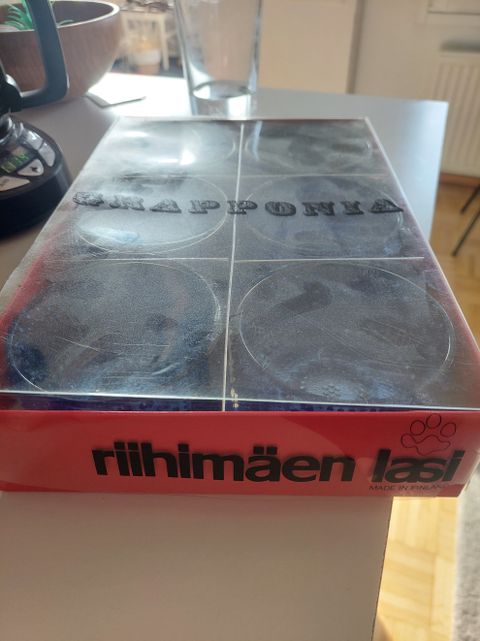 GRAPPONIA
riihimäen lasi
MADE IN FINLAND